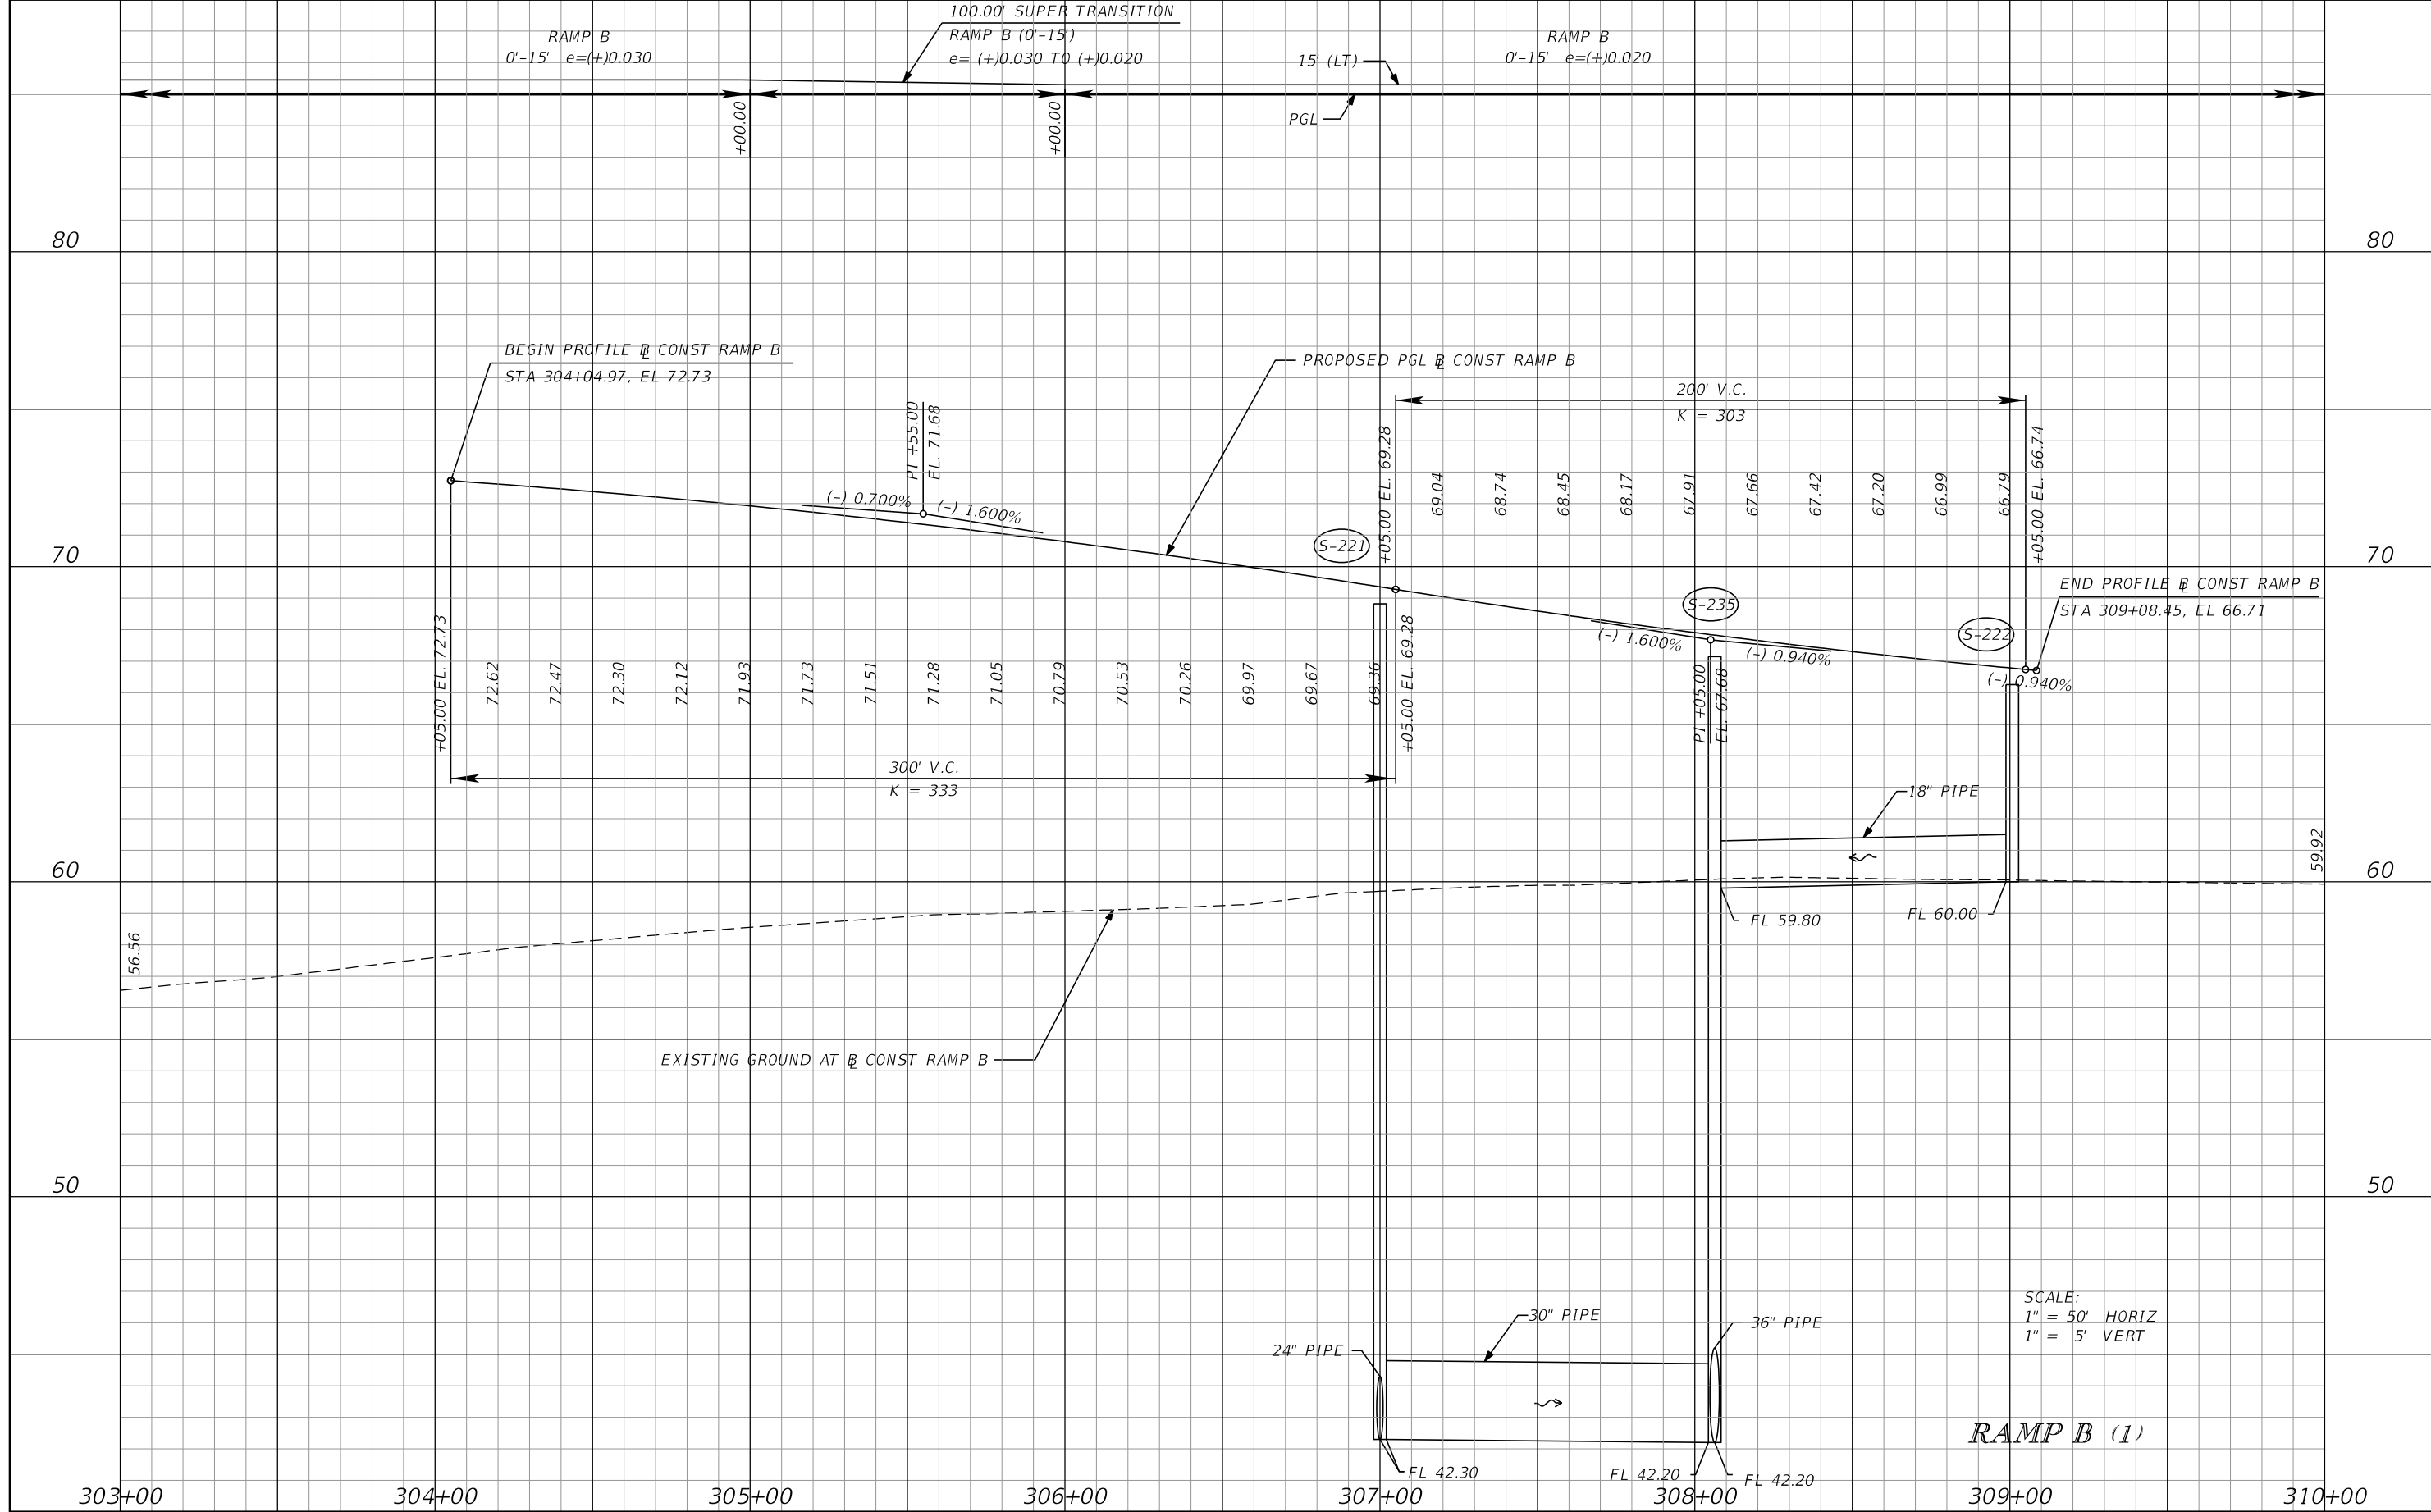 100.00' SUPER TRANSITION
RAMP B (0'-15')
e= (+)0.030 TO (+)0.020
RAMP B
0'-15' e=(+)0.030
RAMP B
0'-15' e=(+)0.020
15' (LT)
PGL
+00.00
+00.00
80
80
BEGIN PROFILE ℄ CONST RAMP B
STA 304+04.97, EL 72.73
PROPOSED PGL ℄ CONST RAMP B
200' V.C.
K = 303
PI +55.00
EL. 71.68
(-) 0.700%
(-) 1.600%
+05.00 EL. 69.28
69.04
68.74
68.45
68.17
67.91
67.66
67.42
67.20
66.99
66.79
+05.00 EL. 66.74
S-221
70
70
S-235
S-222
END PROFILE ℄ CONST RAMP B
STA 309+08.45, EL 66.71
(-) 1.600%
(-) 0.940%
(-) 0.940%
+05.00 EL. 72.73
72.62
72.47
72.30
72.12
71.93
71.73
71.51
71.28
71.05
70.79
70.53
70.26
69.97
69.67
69.36
+05.00 EL. 69.28
PI +05.00
EL. 67.68
300' V.C.
K = 333
18" PIPE
60
60
59.92
FL 59.80
FL 60.00
56.56
EXISTING GROUND AT ℄ CONST RAMP B
50
50
SCALE:
1" = 50' HORIZ
1" = 5' VERT
30" PIPE
36" PIPE
24" PIPE
RAMP B (1)
FL 42.30
FL 42.20
FL 42.20
303+00
304+00
305+00
306+00
307+00
308+00
309+00
310+00